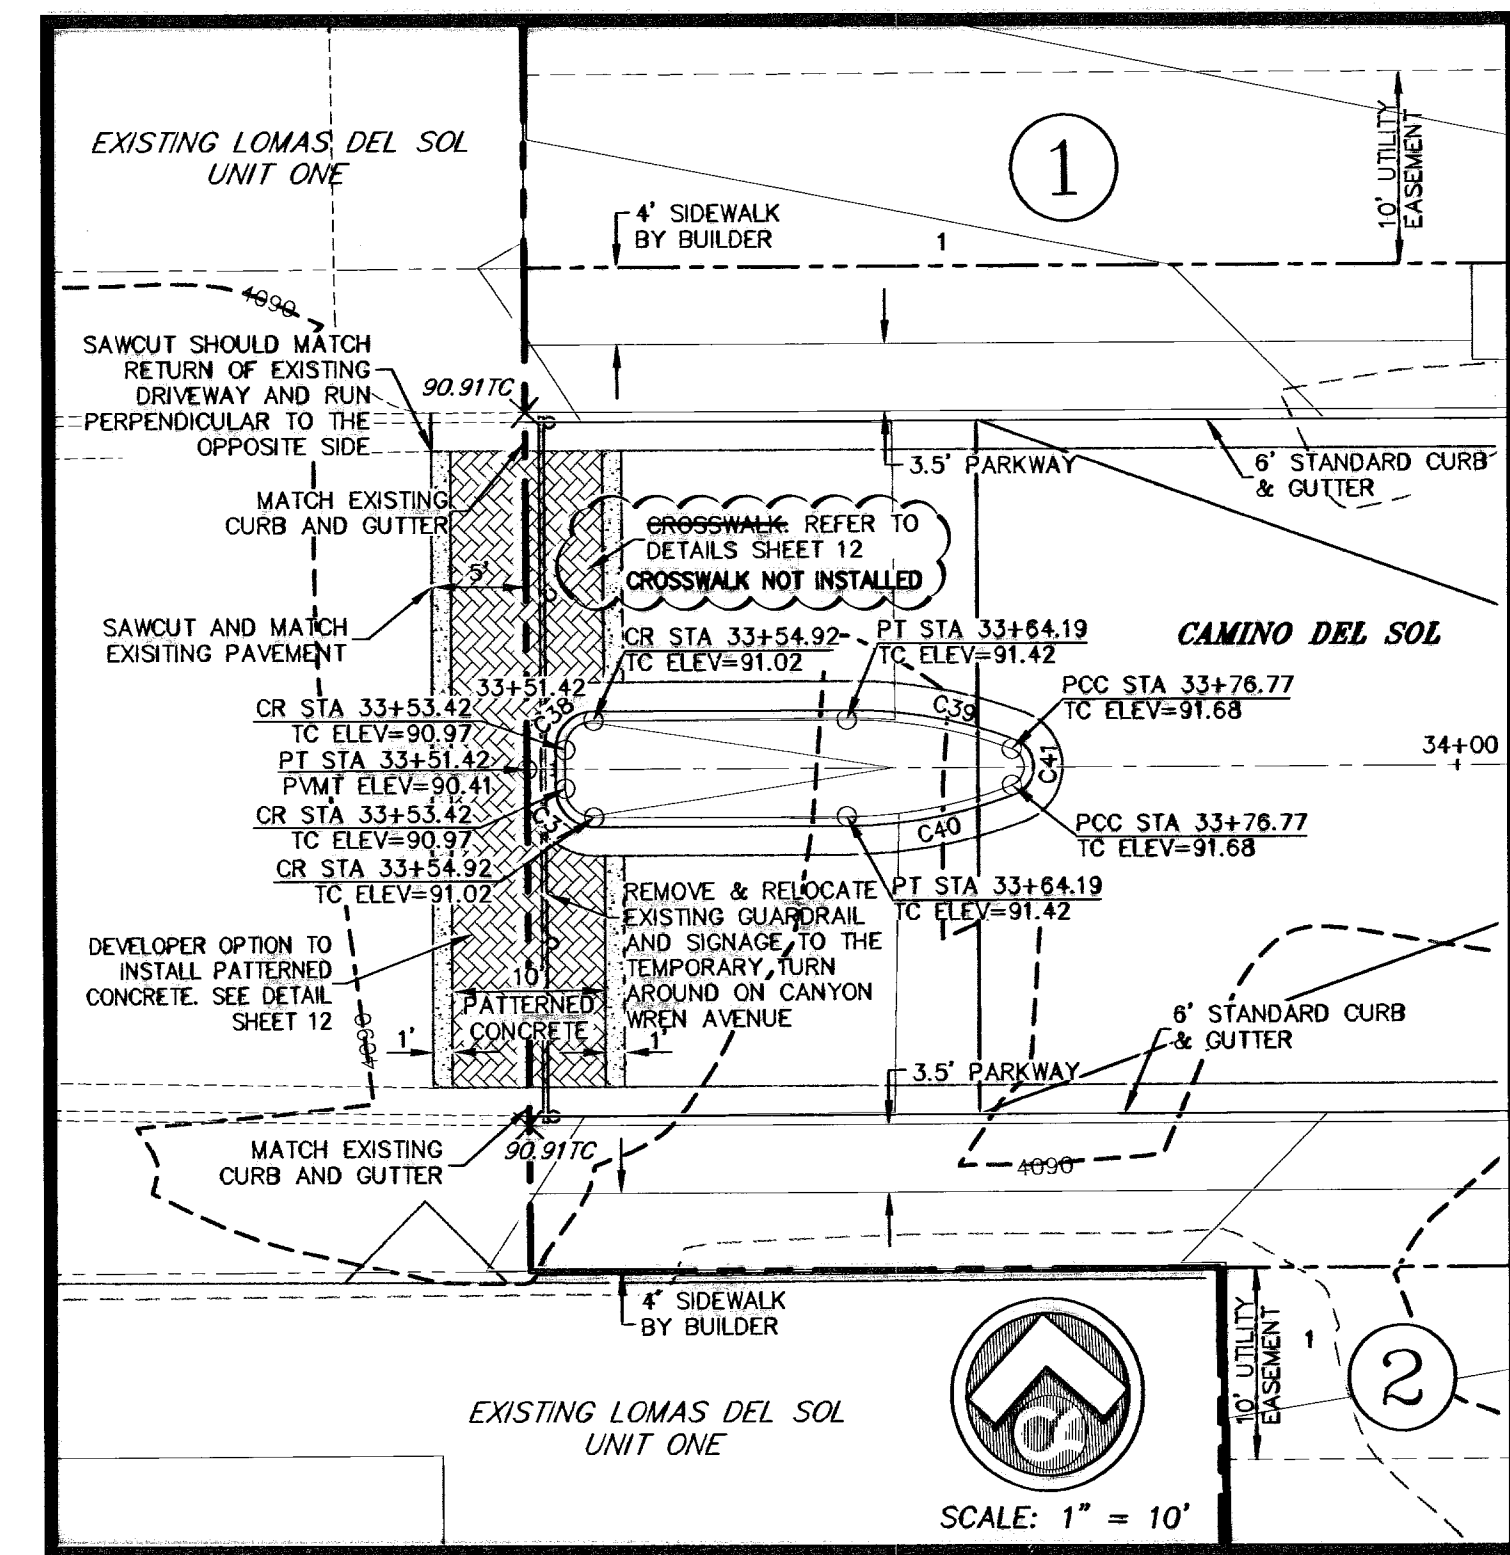 EXISTING LOMAS DEL SOL
UNIT ONE
1
10' UTILITY
EASEMENT
4' SIDEWALK
BY BUILDER
1
4090
SAWCUT SHOULD MATCH
RETURN OF EXISTING
DRIVEWAY AND RUN
PERPENDICULAR TO THE
OPPOSITE SIDE
90.91TC
3.5' PARKWAY
6' STANDARD CURB
& GUTTER
MATCH EXISTING
CURB AND GUTTER
CROSSWALK. REFER TO
DETAILS SHEET 12
CROSSWALK NOT INSTALLED
5'
SAWCUT AND MATCH
EXISITING PAVEMENT
CR STA 33+54.92
TC ELEV=91.02
PT STA 33+64.19
TC ELEV=91.42
CAMINO DEL SOL
33+51.42
PCC STA 33+76.77
TC ELEV=91.68
CR STA 33+53.42
TC ELEV=90.97
C38
C39
C41
34+00
PT STA 33+51.42
PVMT ELEV=90.41
CR STA 33+53.42
TC ELEV=90.97
C37
C40
PCC STA 33+76.77
TC ELEV=91.68
CR STA 33+54.92
TC ELEV=91.02
PT STA 33+64.19
TC ELEV=91.42
REMOVE & RELOCATE
EXISTING GUARDRAIL
AND SIGNAGE TO THE
TEMPORARY TURN
AROUND ON CANYON
WREN AVENUE
DEVELOPER OPTION TO
INSTALL PATTERNED
CONCRETE. SEE DETAIL
SHEET 12
10'
PATTERNED
CONCRETE
1'
1'
4090
6' STANDARD CURB
& GUTTER
3.5' PARKWAY
MATCH EXISTING
CURB AND GUTTER
90.91TC
4090
4' SIDEWALK
BY BUILDER
10' UTILITY
EASEMENT
1
2
EXISTING LOMAS DEL SOL
UNIT ONE
SCALE: 1" = 10'